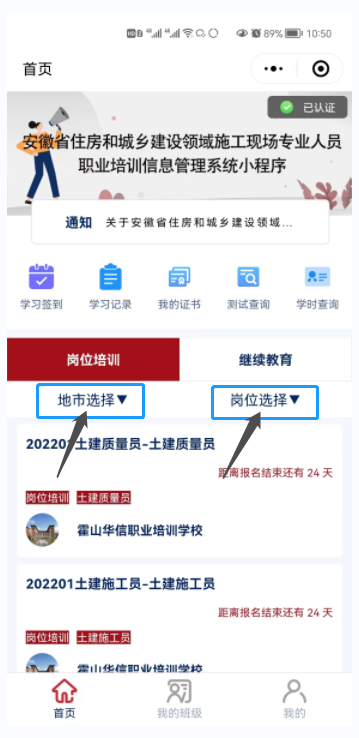 89% 10:50
首页
已认证
安徽省住房和城乡建设领域施工现场专业人员
职业培训信息管理系统小程序
通知 关于安徽省住房和城乡建设领域...
学习签到 学习记录 我的证书 测试查询 学时查询
岗位培训 继续教育
地市选择▼ 岗位选择▼
土建质量员-土建质量员
距离报名结束还有 24 天
岗位培训 土建质量员
霍山华信职业培训学校
202201土建施工员-土建施工员
距离报名结束还有 24 天
岗位培训 土建施工员
霍山华信职业培训学校
首页 我的班级 我的